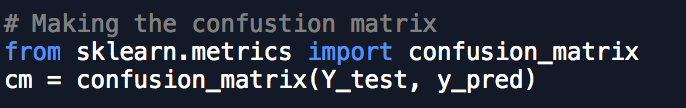 # Making the confustion matrix
from sklearn.metrics import confusion_matrix
cm = confusion_matrix(Y_test, y_pred)